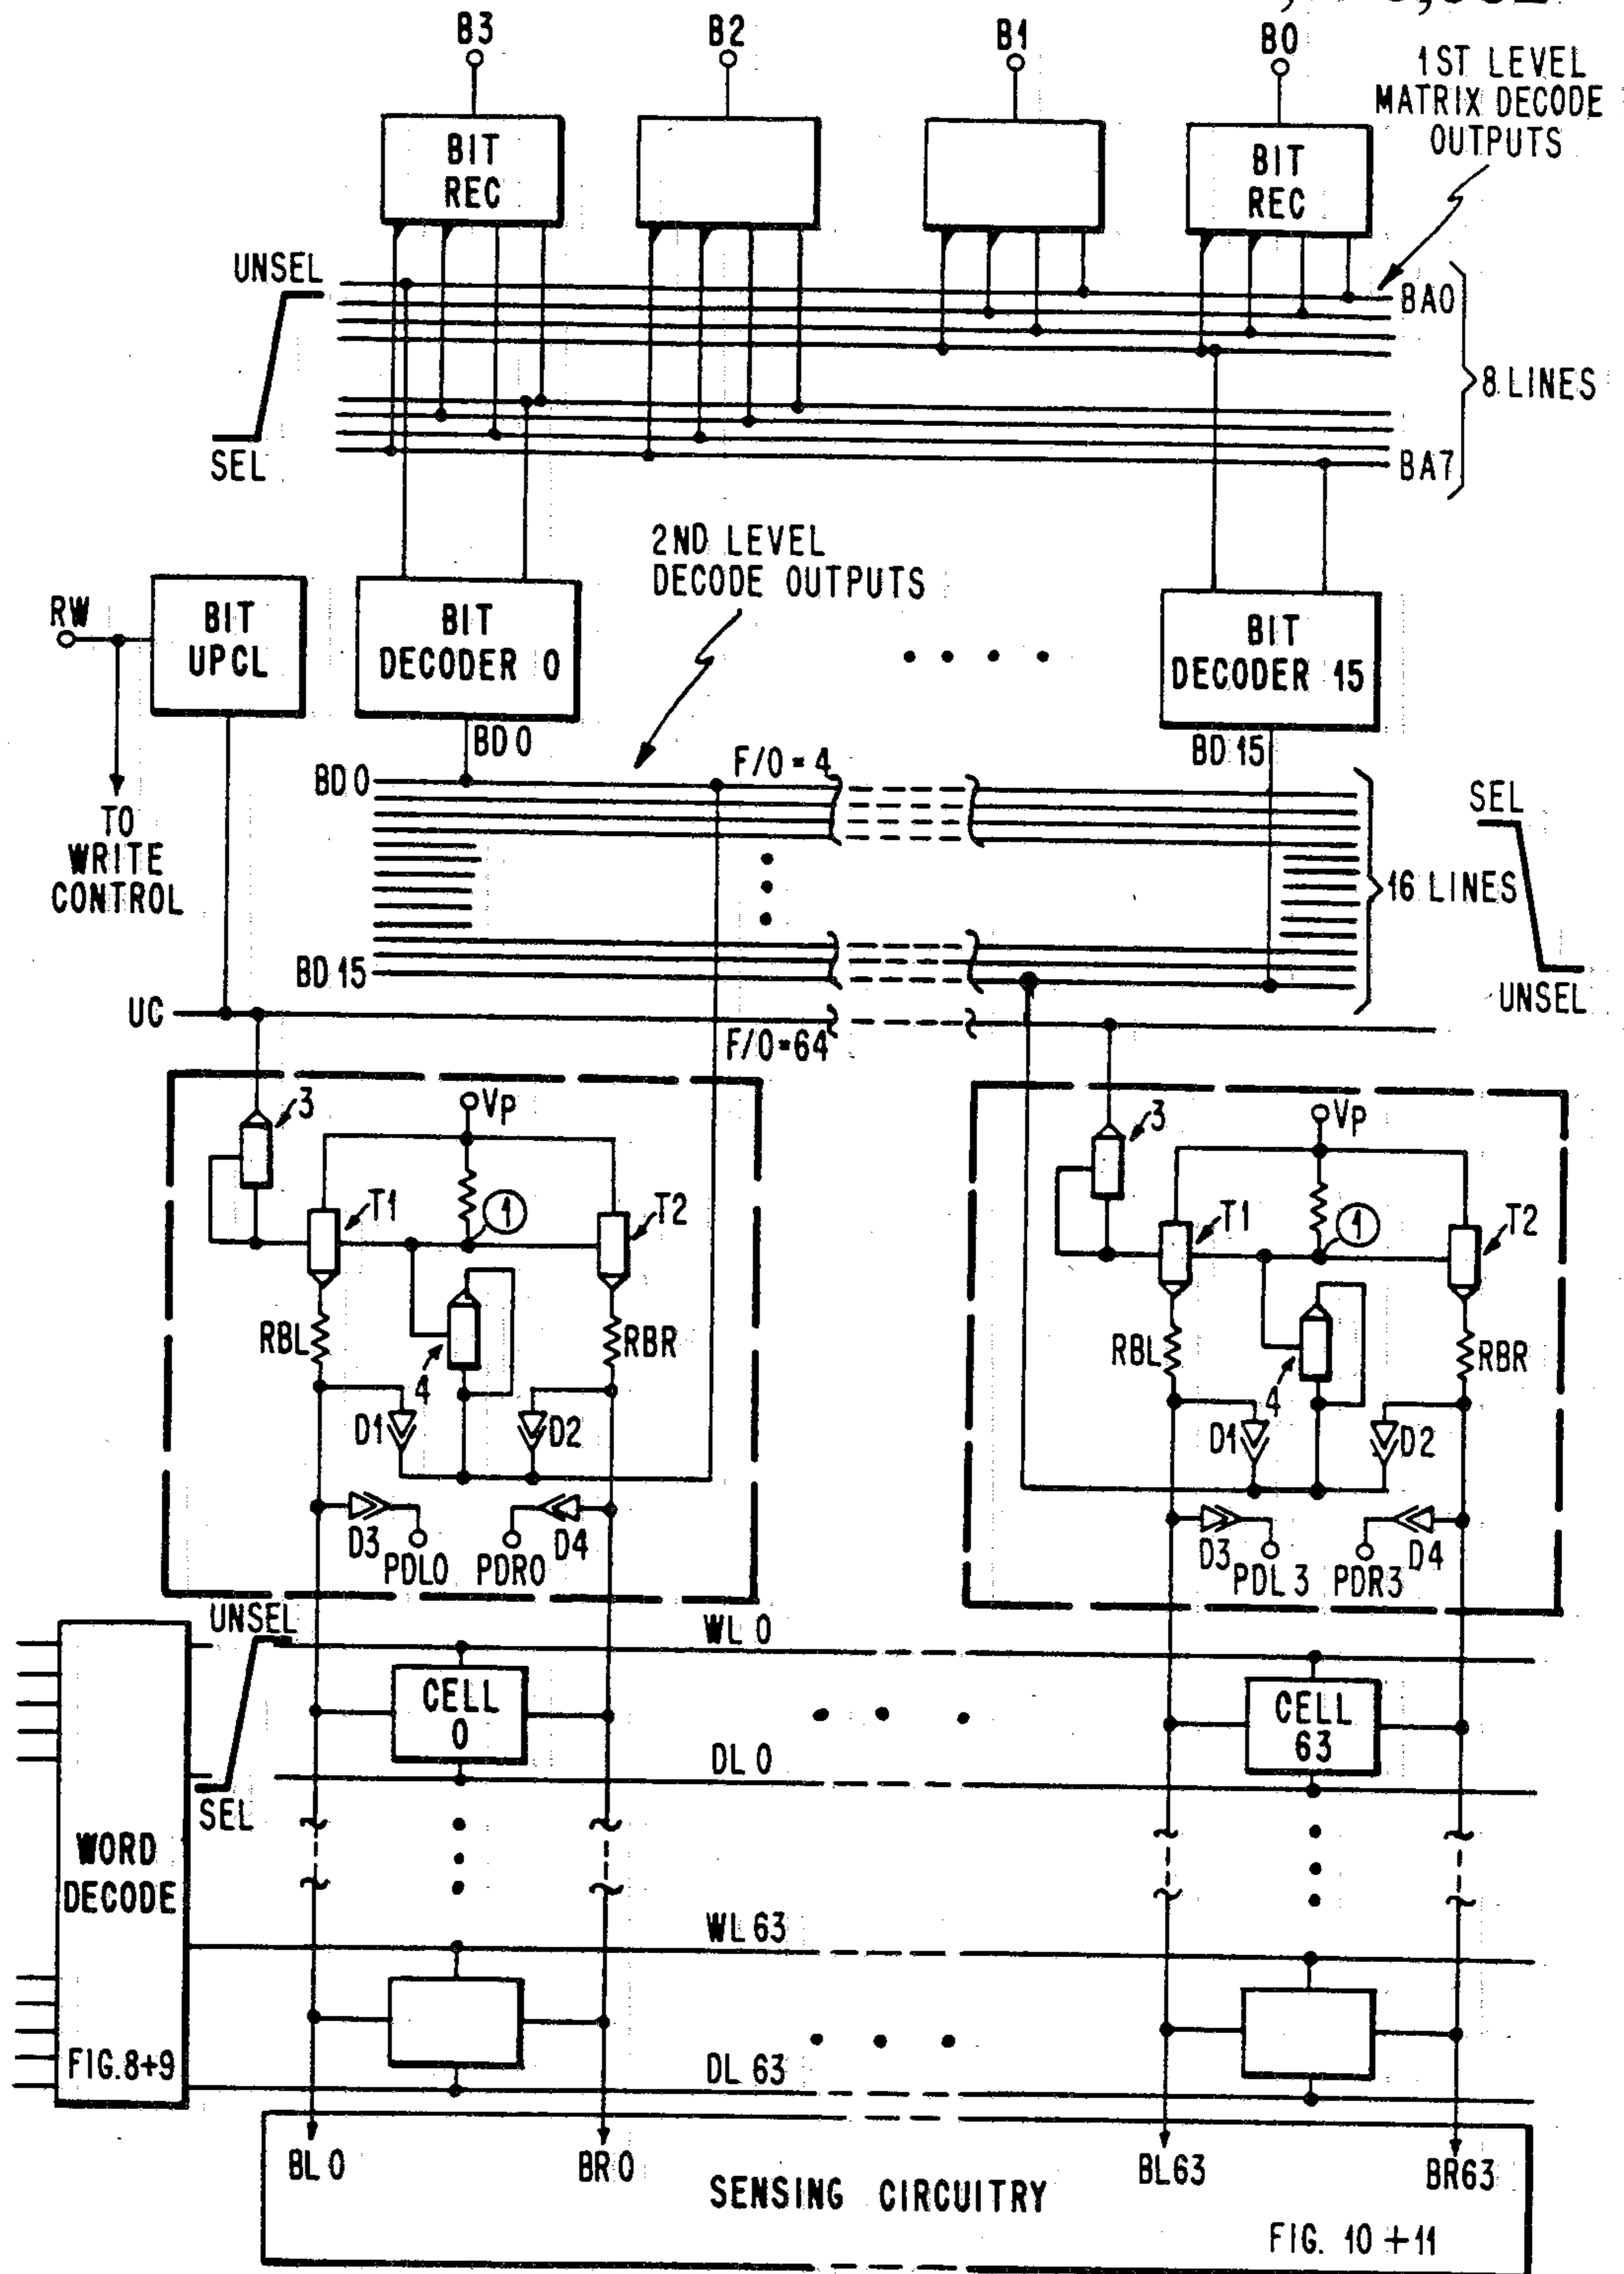 B3
B2
B1
B0
1ST LEVEL
MATRIX DECODE
OUTPUTS
BIT
REC
BIT
REC
UNSEL
SEL
BA0
8 LINES
BA7
2ND LEVEL
DECODE OUTPUTS
RW
BIT
UPCL
BIT
DECODER 0
BIT
DECODER 15
TO
WRITE
CONTROL
BD 0
BD 15
BD 0
F/0=4
SEL
16 LINES
UNSEL
BD 15
UC
F/0=64
3
Vp
T1
1
T2
RBL
4
RBR
D1
D2
D3
D4
PDL0
PDR0
3
Vp
T1
1
T2
RBL
4
RBR
D1
D2
D3
D4
PDL 3
PDR3
UNSEL
SEL
WL 0
CELL
0
CELL
63
DL 0
WORD
DECODE
FIG.8+9
WL 63
DL 63
BL 0
BR 0
BL63
BR63
SENSING CIRCUITRY
FIG. 10 +11